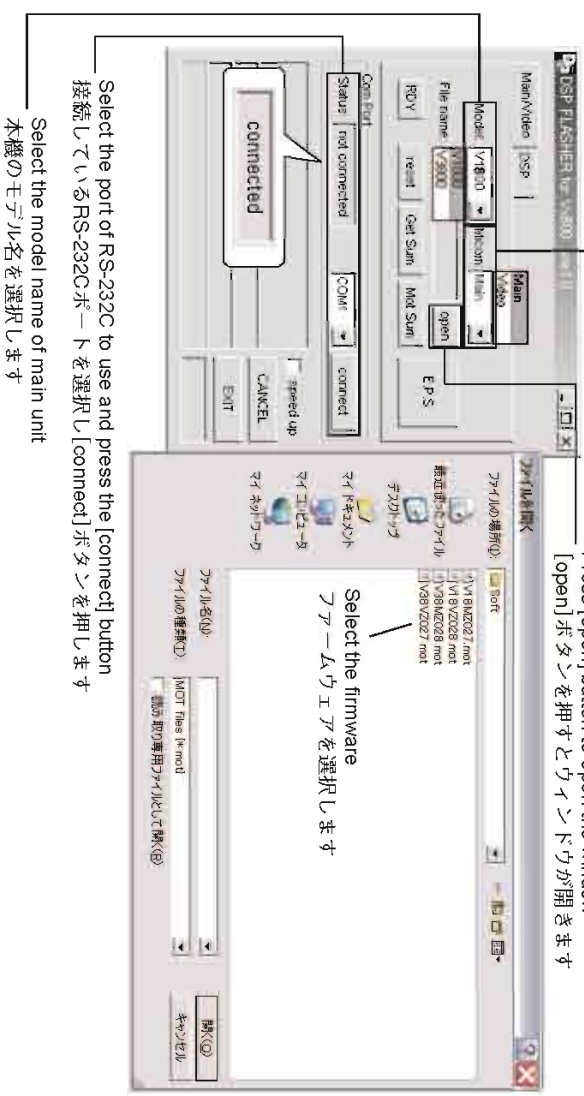 [open]ボタンを押すとウィンドウが開きます
DSP FLASHER for
Main/Video DSP
Model V1800 Micom Main
Main
Video
File name
open
RDY reset Get Sum Mot Sum
E.P.S
Com Port
Status not connected COM1 connect
connected
speed up
CANCEL
EXIT
ファイルを開く
ファイルの場所(I): Soft
最近使ったファイル
デスクトップ
マイ ドキュメント
マイ コンピュータ
マイ ネットワーク
V18MZ027.mot
V18VZ028.mot
V38MZ028.mot
V38VZ027.mot
Select the firmware
ファームウェアを選択します
ファイル名(N):
ファイルの種類(T): MOT files (*.mot)
読み取り専用ファイルとして開く(R)
開く(O)
キャンセル
Select the port of RS-232C to use and press the [connect] button
接続しているRS-232Cポートを選択し[connect]ボタンを押します
Select the model name of main unit
本機のモデル名を選択します